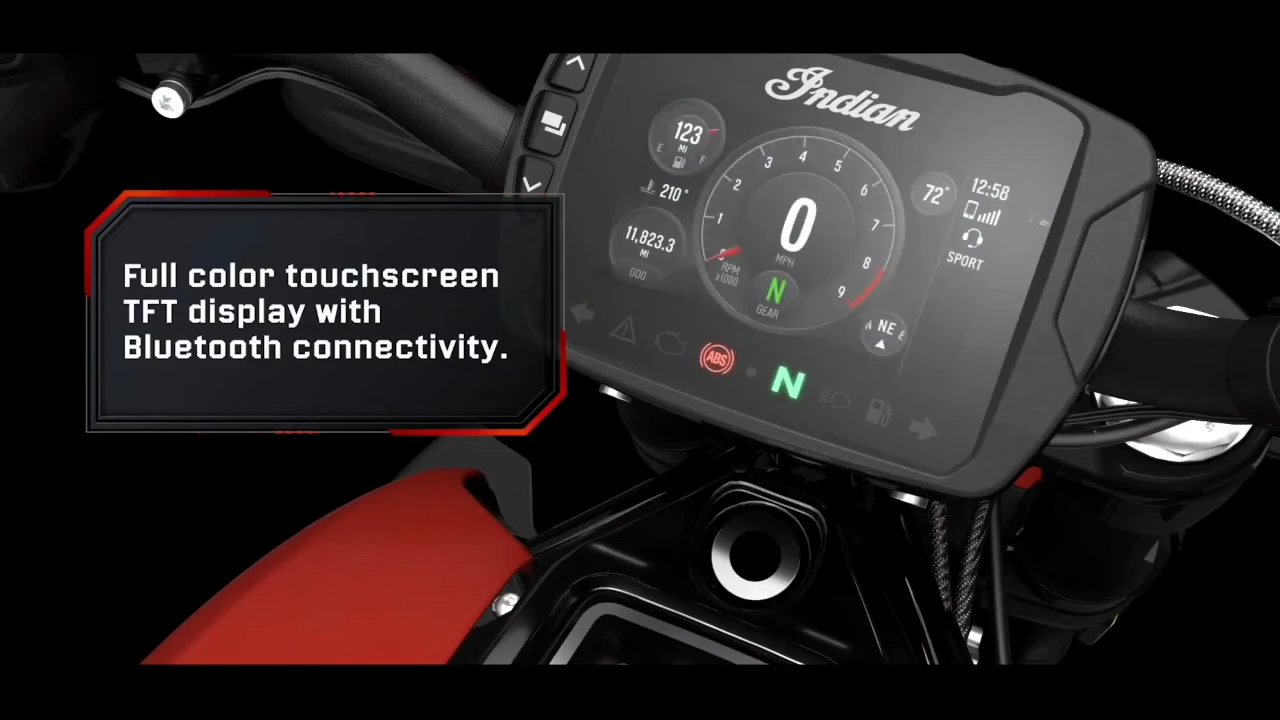 Indian
123
MI
E
F
3
4
5
6
2
7
1
8
0
9
0
MPH
RPM
x1000
N
GEAR
210°
11,823.3
MI
ODO
72°
12:58
SPORT
N NE E
ABS
N
Full color touchscreen
TFT display with
Bluetooth connectivity.